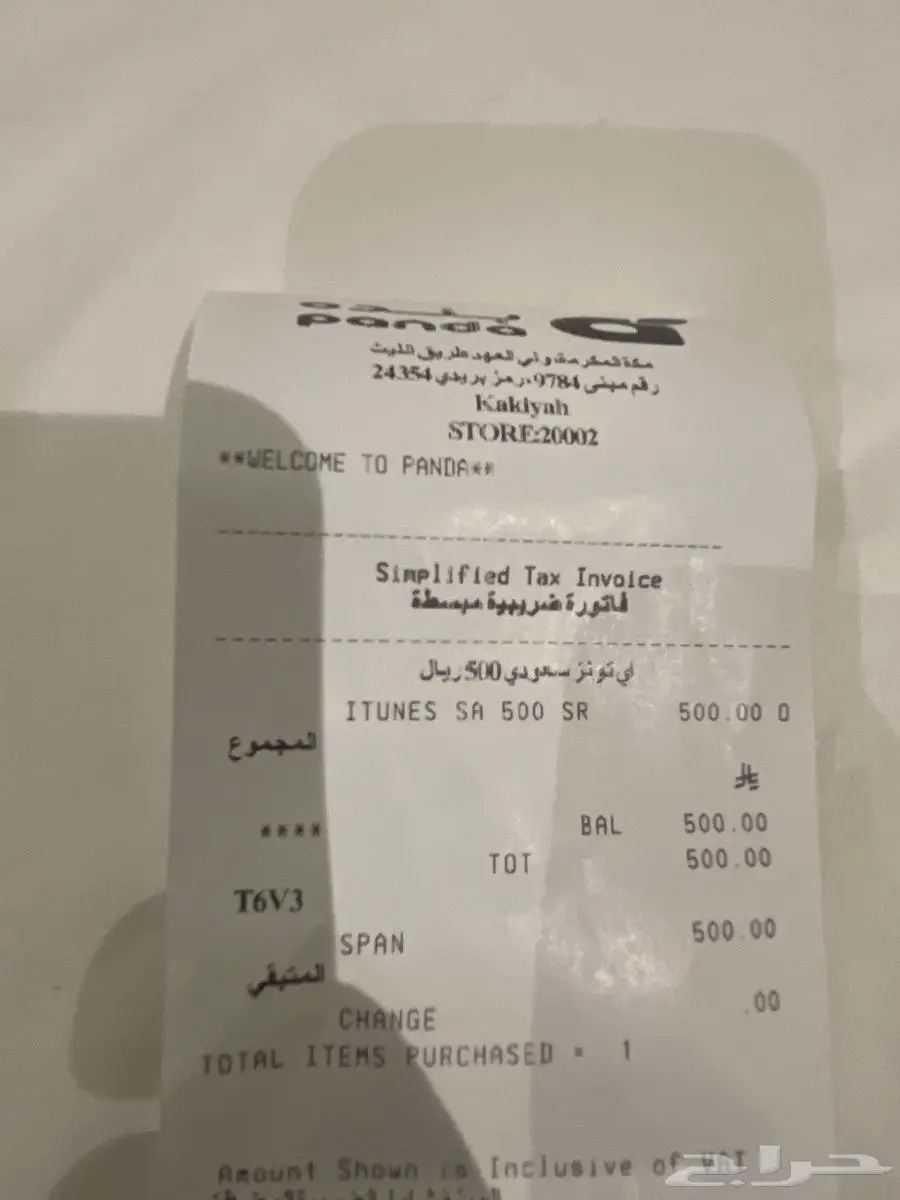 بنده
panda
مكة المكرمة ولي العهد طريق الليث
رقم مبنى 9784، رمز بريدي 24354
Kakiyah
STORE:20002
**WELCOME TO PANDA**
Simplified Tax Invoice
فاتورة ضريبية مبسطة
اي تونز سعودي 500 ريال
ITUNES SA 500 SR 500.00 0
المجموع
**** BAL 500.00
TOT 500.00
T6V3
SPAN 500.00
المتبقي
CHANGE .00
TOTAL ITEMS PURCHASED = 1
Amount Shown is Inclusive of VAT
حراج